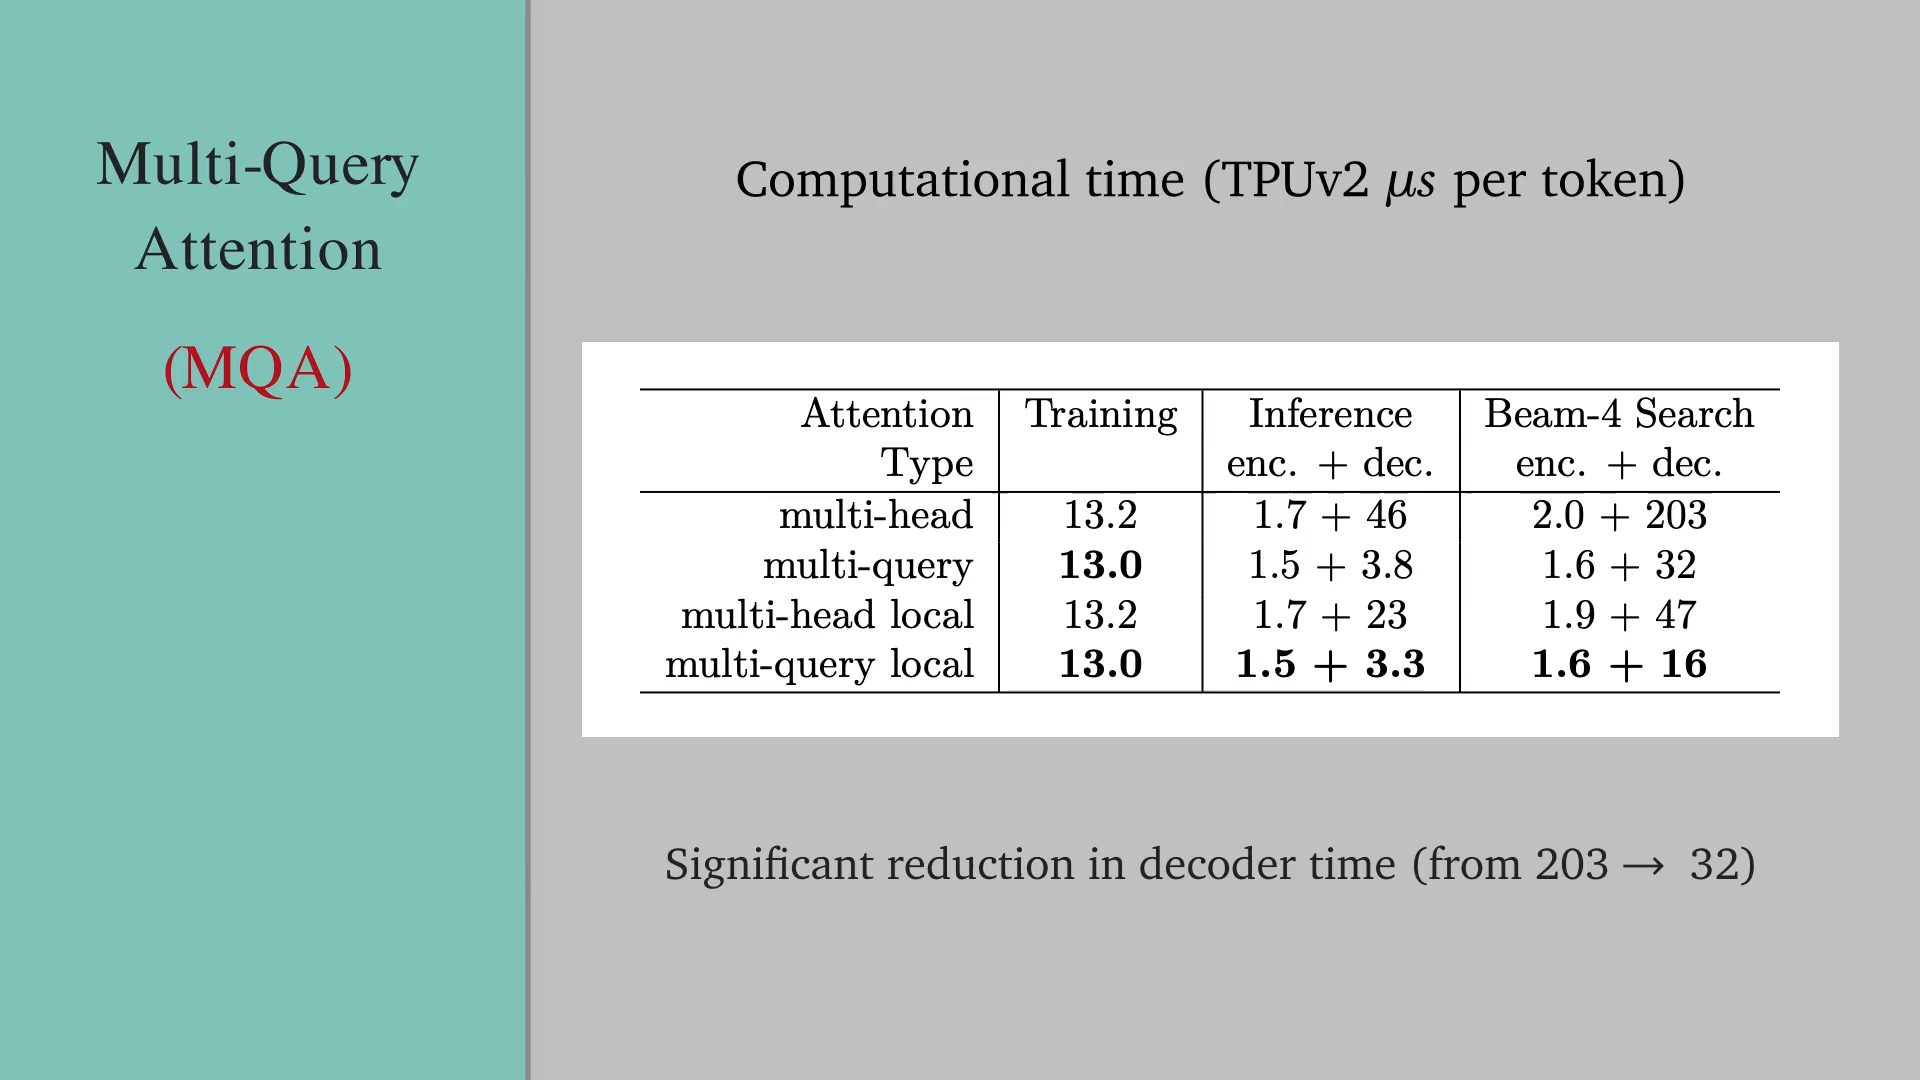 Multi-Query
Attention
(MQA)
Computational time (TPUv2 μs per token)
Attention Training Inference Beam-4 Search
Type enc. + dec. enc. + dec.
multi-head 13.2 1.7 + 46 2.0 + 203
multi-query 13.0 1.5 + 3.8 1.6 + 32
multi-head local 13.2 1.7 + 23 1.9 + 47
multi-query local 13.0 1.5 + 3.3 1.6 + 16
Significant reduction in decoder time (from 203 → 32)